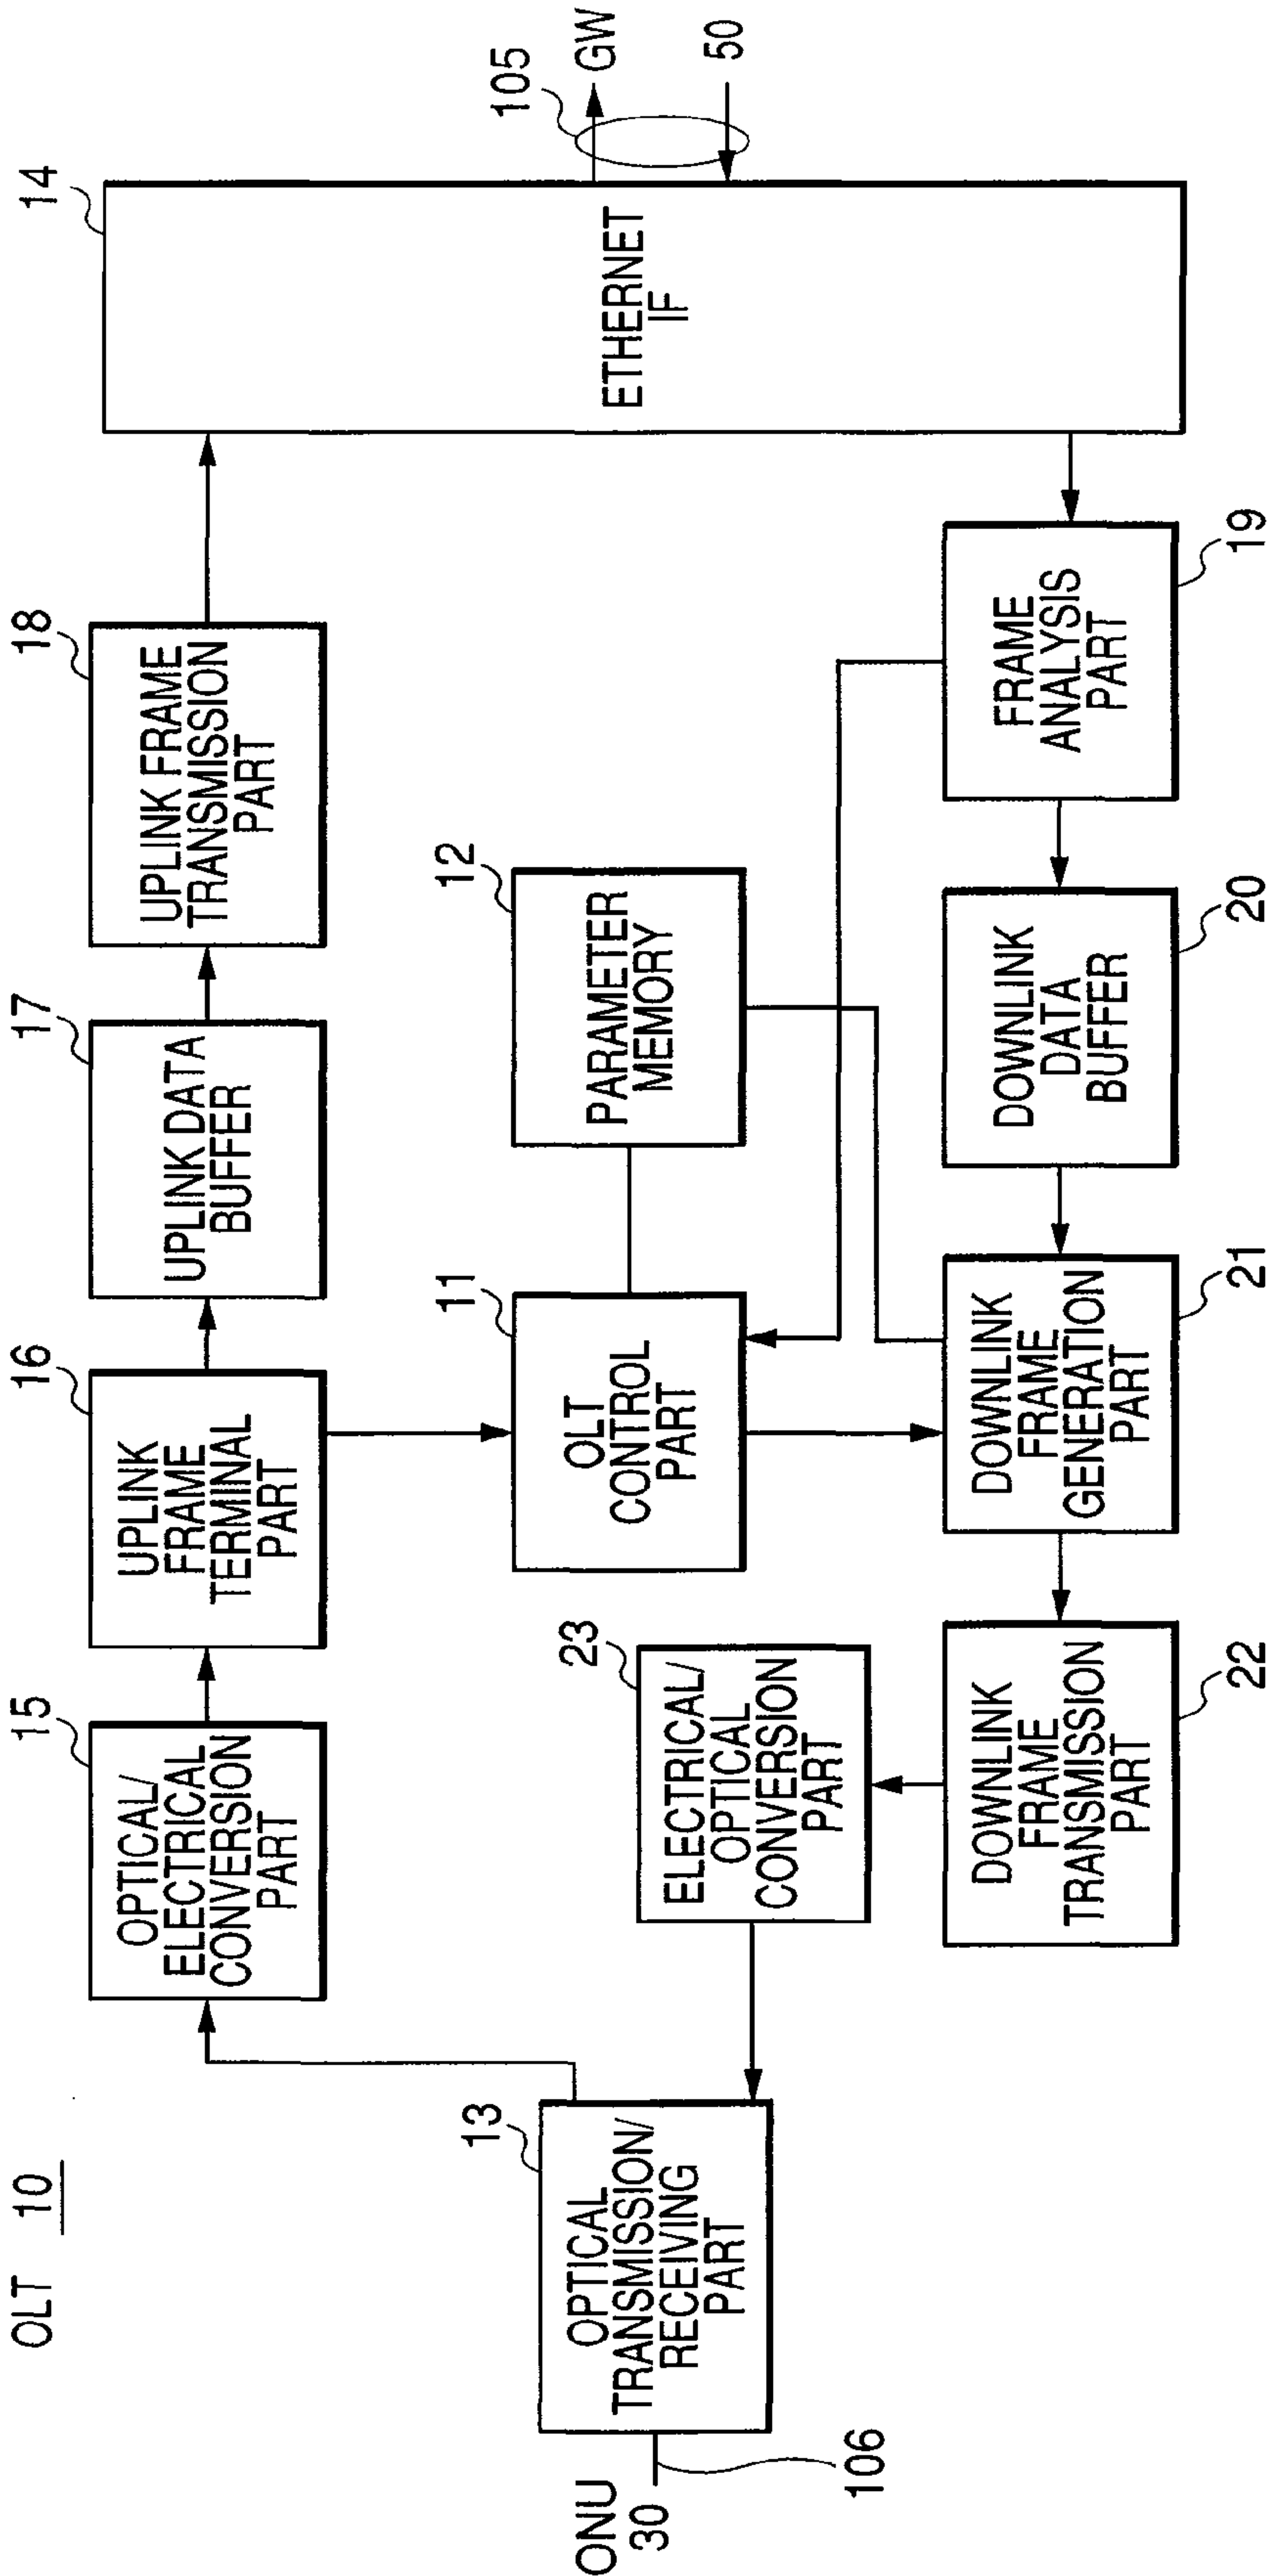 OLT 10
15
OPTICAL/
ELECTRICAL
CONVERSION
PART
16
UPLINK
FRAME
TERMINAL
PART
17
UPLINK DATA
BUFFER
18
UPLINK FRAME
TRANSMISSION
PART
14
ETHERNET
IF
105
GW
50
13
OPTICAL
TRANSMISSION/
RECEIVING
PART
ONU
30
106
11
OLT
CONTROL
PART
12
PARAMETER
MEMORY
23
ELECTRICAL/
OPTICAL
CONVERSION
PART
DOWNLINK
FRAME
TRANSMISSION
PART
22
DOWNLINK
FRAME
GENERATION
PART
21
DOWNLINK
DATA
BUFFER
20
FRAME
ANALYSIS
PART
19